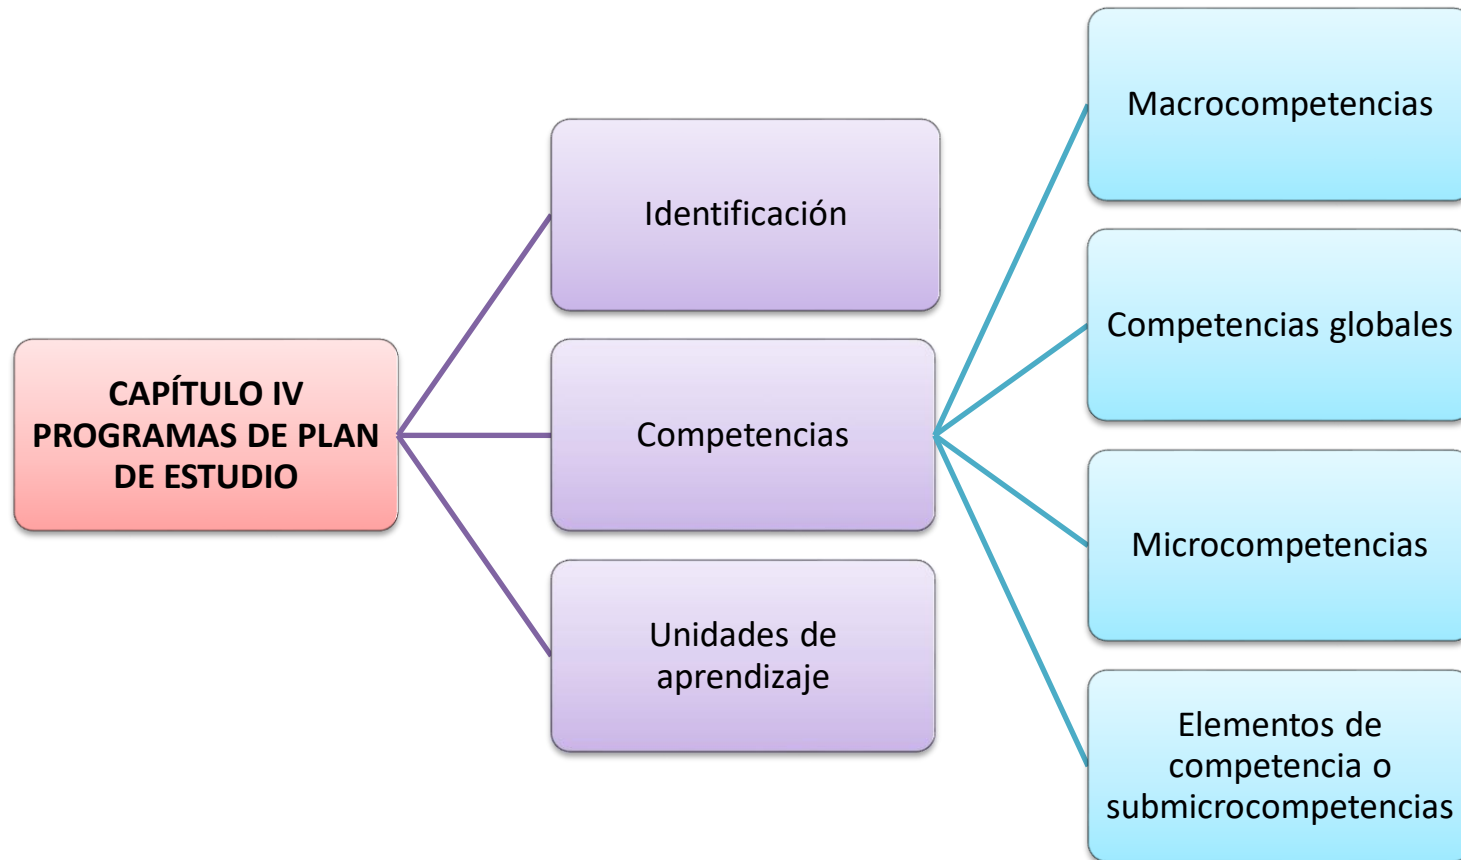 CAPÍTULO IV
PROGRAMAS DE PLAN
DE ESTUDIO
Identificación
Competencias
Unidades de
aprendizaje
Macrocompetencias
Competencias globales
Microcompetencias
Elementos de
competencia o
submicrocompetencias